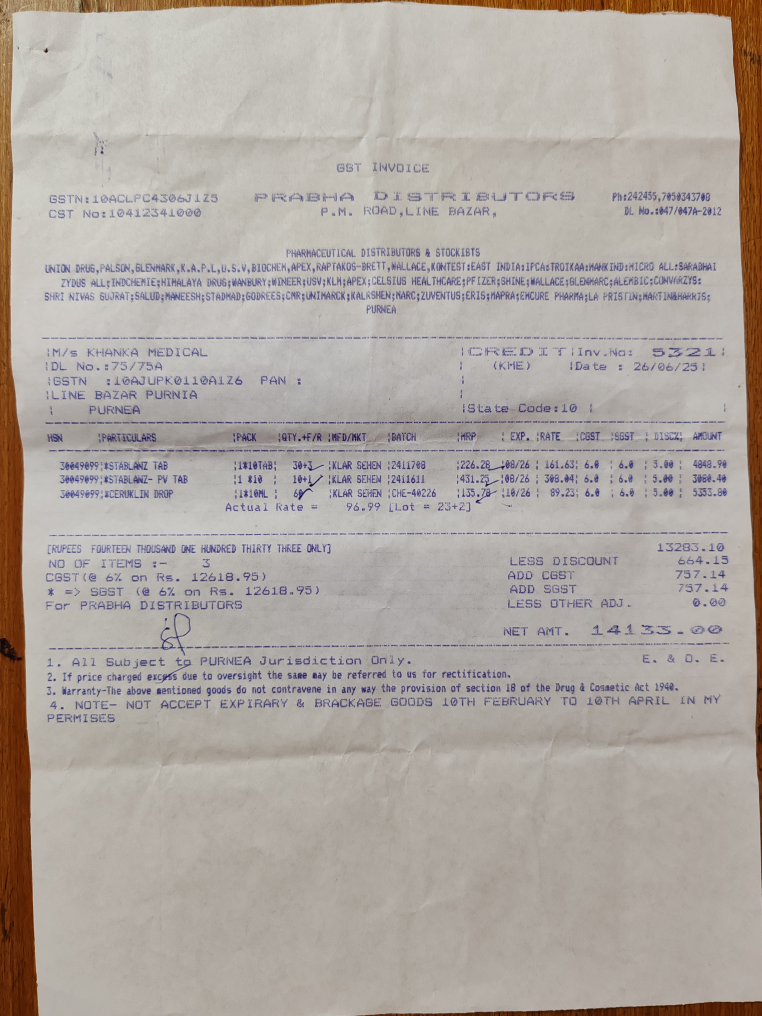 GST INVOICE
GSTN:10ACLPC4306J1Z5 PRABHA DISTRIBUTORS Ph:242455,7050343708
CST No:10412341000 P.M. ROAD,LINE BAZAR, DL No.:047/047A-2012
PHARMACEUTICAL DISTRIBUTORS & STOCKISTS
UNION DRUG,PALSON,GLENMARK,K.A.P.L,U.S.V,BIOCHEM,APEX,RAPTAKOS-BRETT,WALLACE,KONTEST:EAST INDIA:IPCA:TROIKAA:MANKIND:MICRO ALL:SARABHAI
ZYDUS ALL;INDCHEMIE;HIMALAYA DRUG;WANBURY;WINEER;USV;KLM;APEX;CELSIUS HEALTHCARE;PFIZER;SHINE;WALLACE;GLENMARC;ALEMBIC;CONVARZYS:
SHRI NIVAS GUJRAT;SALUD;MANEESH;STADMAD;GODREES;CMR;UNIMARCK;KALRSHEN;MARC;ZUVENTUS;ERIS;MAPRA;EMCURE PHARMA;LA PRISTIN;MARTIN&HARRIS;
PURNEA
|M/s KHANKA MEDICAL |CREDIT|Inv.No: 5321|
|DL No.:75/75A | (KME) |Date : 26/06/25|
|GSTN :10AJUPK0110A1Z6 PAN : |
|LINE BAZAR PURNIA |
| PURNEA |State Code:10 |
HSN |PARTICULARS |PACK |QTY.+F/R |MFD/MKT |BATCH |MRP | EXP. |RATE |CGST |SGST | DISC%| AMOUNT
30049099|*STABLANZ TAB |1*10TAB| 30+3 |KLAR SEHEN |2411708 |226.28 |08/26 | 161.63| 6.0 | 6.0 | 5.00 | 4848.90
30049099|*STABLANZ- PV TAB |1 *10 | 10+1 |KLAR SEHEN |2411611 |431.25 |08/26 | 308.04| 6.0 | 6.0 | 5.00 | 3080.40
30049099|*CERUKLIN DROP |1*10ML | 60 |KLAR SEHEN |CHE-40226 |135.78 |10/26 | 89.23| 6.0 | 6.0 | 5.00 | 5353.80
Actual Rate = 96.99 [Lot = 23+2]
[RUPEES FOURTEEN THOUSAND ONE HUNDRED THIRTY THREE ONLY] 13283.10
NO OF ITEMS :- 3 LESS DISCOUNT 664.15
CGST(@ 6% on Rs. 12618.95) ADD CGST 757.14
* => SGST (@ 6% on Rs. 12618.95) ADD SGST 757.14
For PRABHA DISTRIBUTORS LESS OTHER ADJ. 0.00
NET AMT. 14133.00
1. All Subject to PURNEA Jurisdiction Only. E. & O. E.
2. If price charged excess due to oversight the same may be referred to us for rectification.
3. Warranty-The above mentioned goods do not contravene in any way the provision of section 18 of the Drug & Cosmetic Act 1940.
4. NOTE- NOT ACCEPT EXPIRARY & BRACKAGE GOODS 10TH FEBRUARY TO 10TH APRIL IN MY
PERMISES